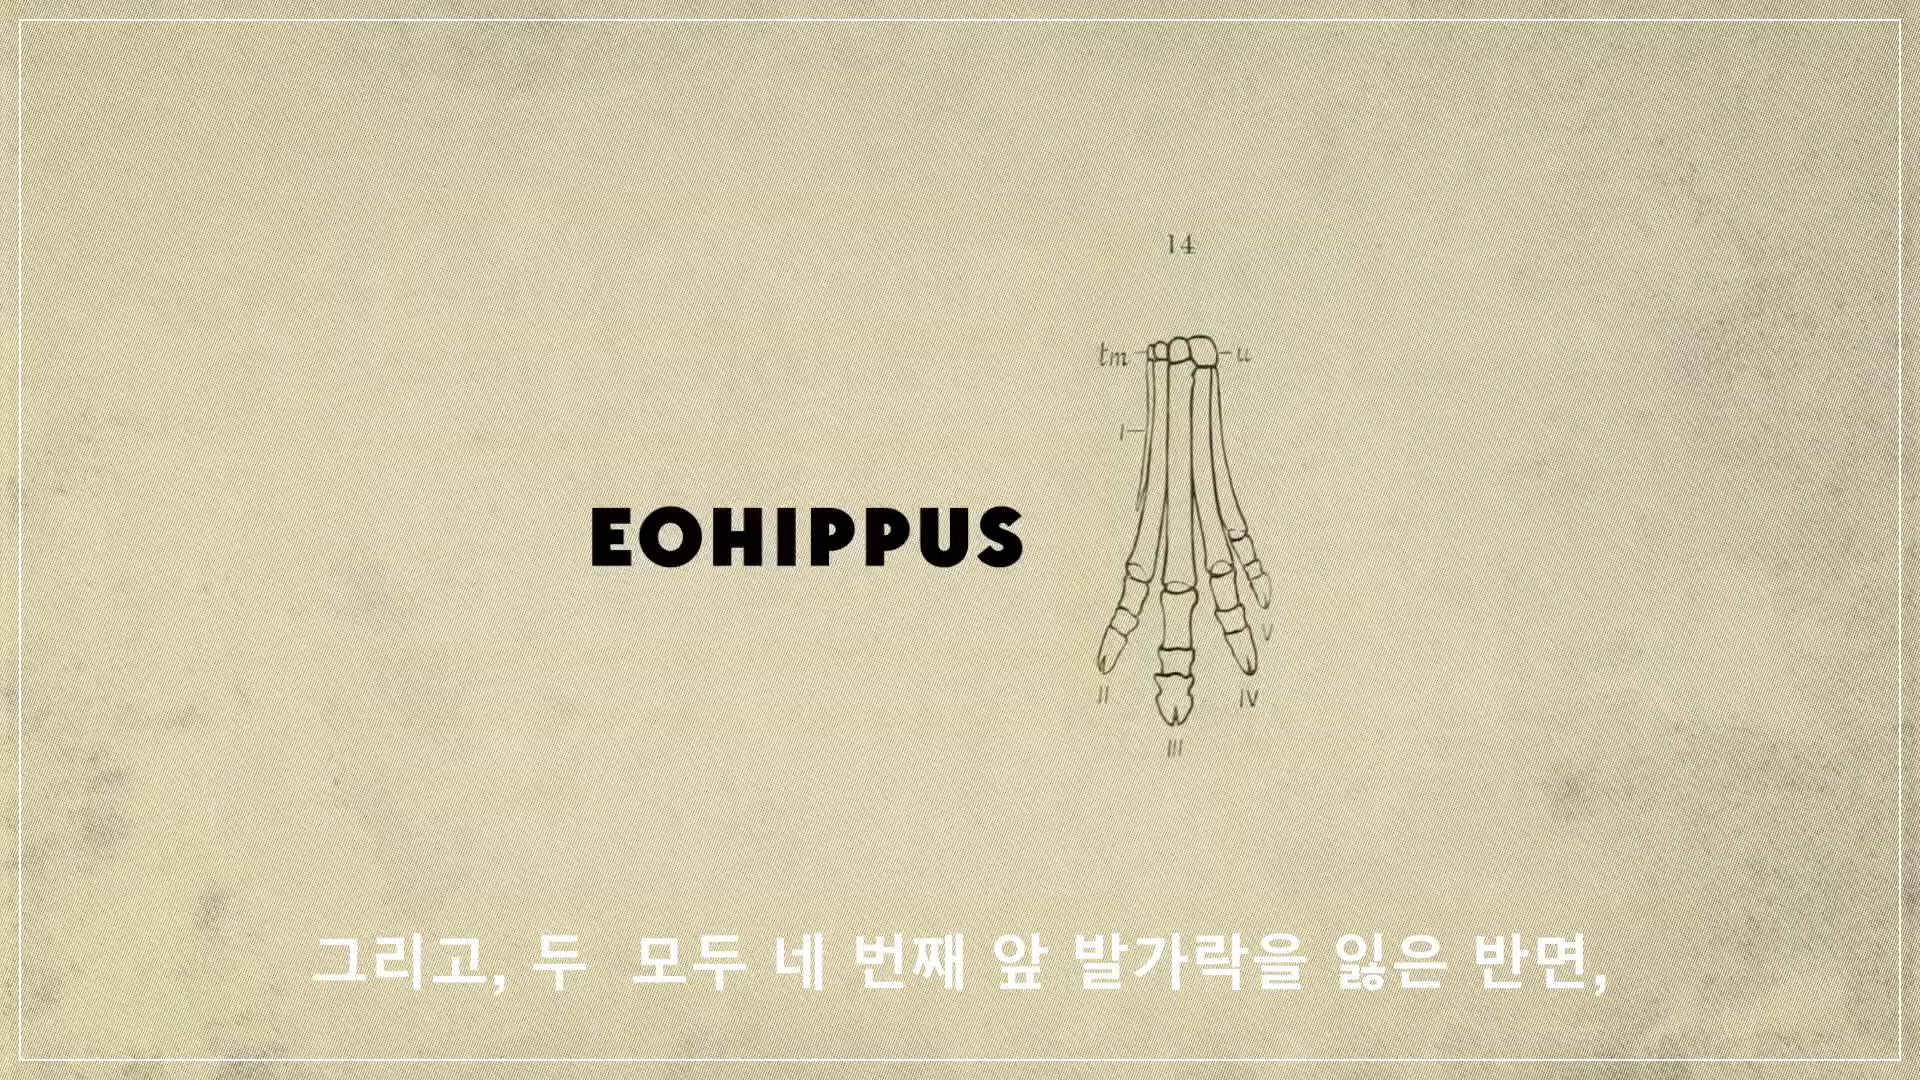 14
tm
u
I
EOHIPPUS
V
II
IV
III
그리고, 두 모두 네 번째 앞 발가락을 잃은 반면,